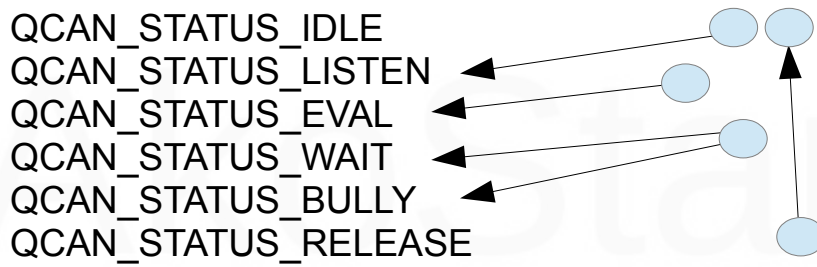 QCAN_STATUS_IDLE
QCAN_STATUS_LISTEN
QCAN_STATUS_EVAL
QCAN_STATUS_WAIT
QCAN_STATUS_BULLY
QCAN_STATUS_RELEASE